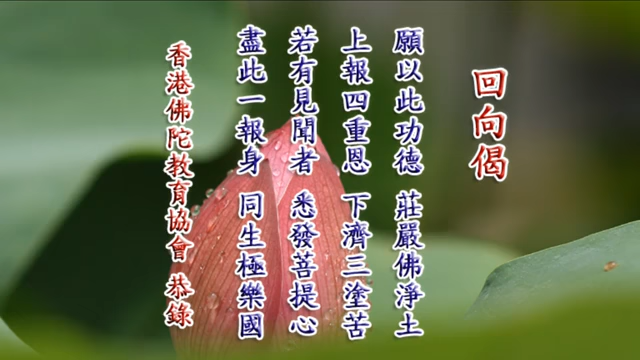 回向偈
願以此功德 莊嚴佛淨土
上報四重恩 下濟三塗苦
若有見聞者 悉發菩提心
盡此一報身 同生極樂國
香港佛陀教育協會 恭錄